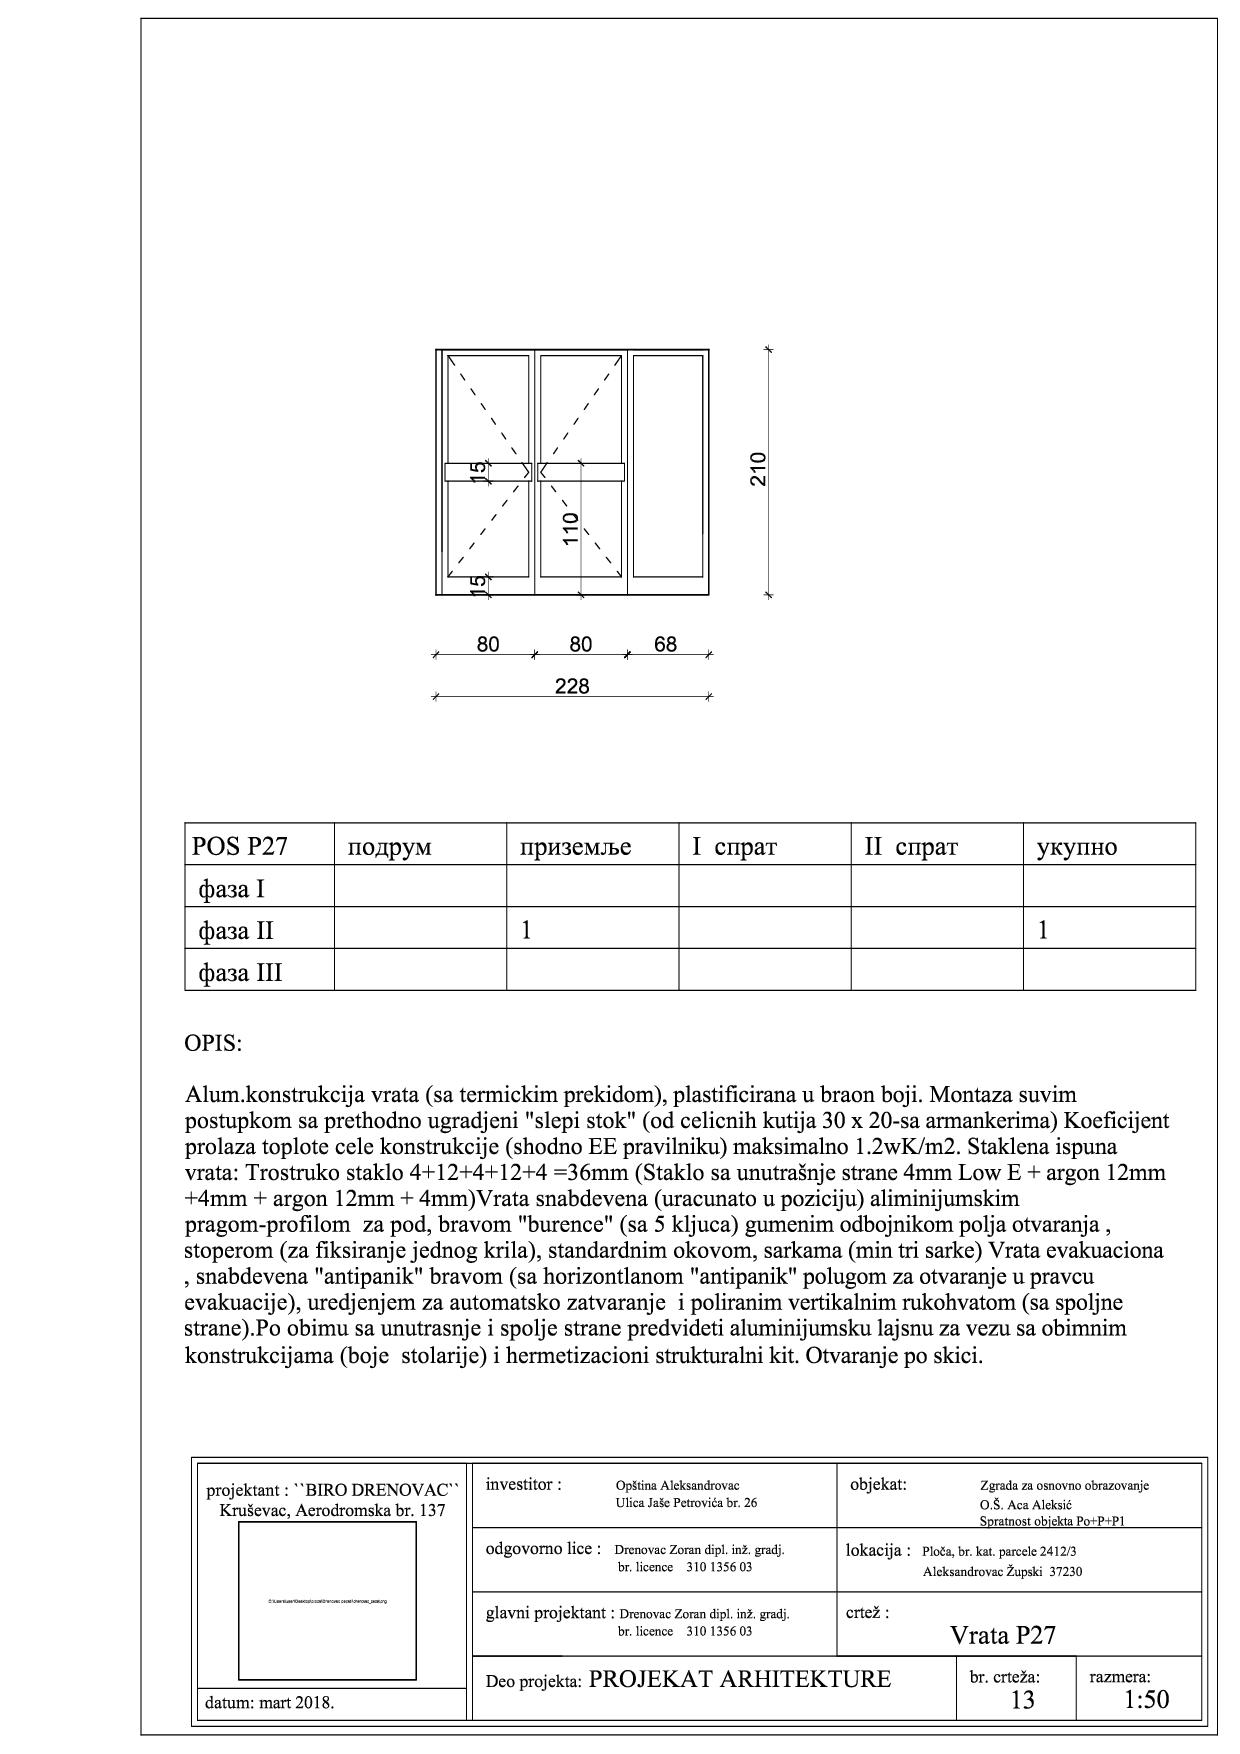 15
110
15
210
80 80 68
228
POS P27 подрум приземље I спрат II спрат укупно
фаза I
фаза II 1 1
фаза III
OPIS:
Alum.konstrukcija vrata (sa termickim prekidom), plastificirana u braon boji. Montaza suvim
postupkom sa prethodno ugradjeni "slepi stok" (od celicnih kutija 30 x 20-sa armankerima) Koeficijent
prolaza toplote cele konstrukcije (shodno EE pravilniku) maksimalno 1.2wK/m2. Staklena ispuna
vrata: Trostruko staklo 4+12+4+12+4 =36mm (Staklo sa unutrašnje strane 4mm Low E + argon 12mm
+4mm + argon 12mm + 4mm)Vrata snabdevena (uracunato u poziciju) aliminijumskim
pragom-profilom za pod, bravom "burence" (sa 5 kljuca) gumenim odbojnikom polja otvaranja ,
stoperom (za fiksiranje jednog krila), standardnim okovom, sarkama (min tri sarke) Vrata evakuaciona
, snabdevena "antipanik" bravom (sa horizontlanom "antipanik" polugom za otvaranje u pravcu
evakuacije), uredjenjem za automatsko zatvaranje i poliranim vertikalnim rukohvatom (sa spoljne
strane).Po obimu sa unutrasnje i spolje strane predvideti aluminijumsku lajsnu za vezu sa obimnim
konstrukcijama (boje stolarije) i hermetizacioni strukturalni kit. Otvaranje po skici.
projektant : ``BIRO DRENOVAC``
Kruševac, Aerodromska br. 137
datum: mart 2018.
investitor : Opština Aleksandrovac
Ulica Jaše Petrovića br. 26
objekat: Zgrada za osnovno obrazovanje
O.Š. Aca Aleksić
Spratnost objekta Po+P+P1
odgovorno lice : Drenovac Zoran dipl. inž. gradj.
br. licence 310 1356 03
lokacija : Ploča, br. kat. parcele 2412/3
Aleksandrovac Župski 37230
glavni projektant : Drenovac Zoran dipl. inž. gradj.
br. licence 310 1356 03
crtež :
Vrata P27
Deo projekta: PROJEKAT ARHITEKTURE
br. crteža:
13
razmera:
1:50